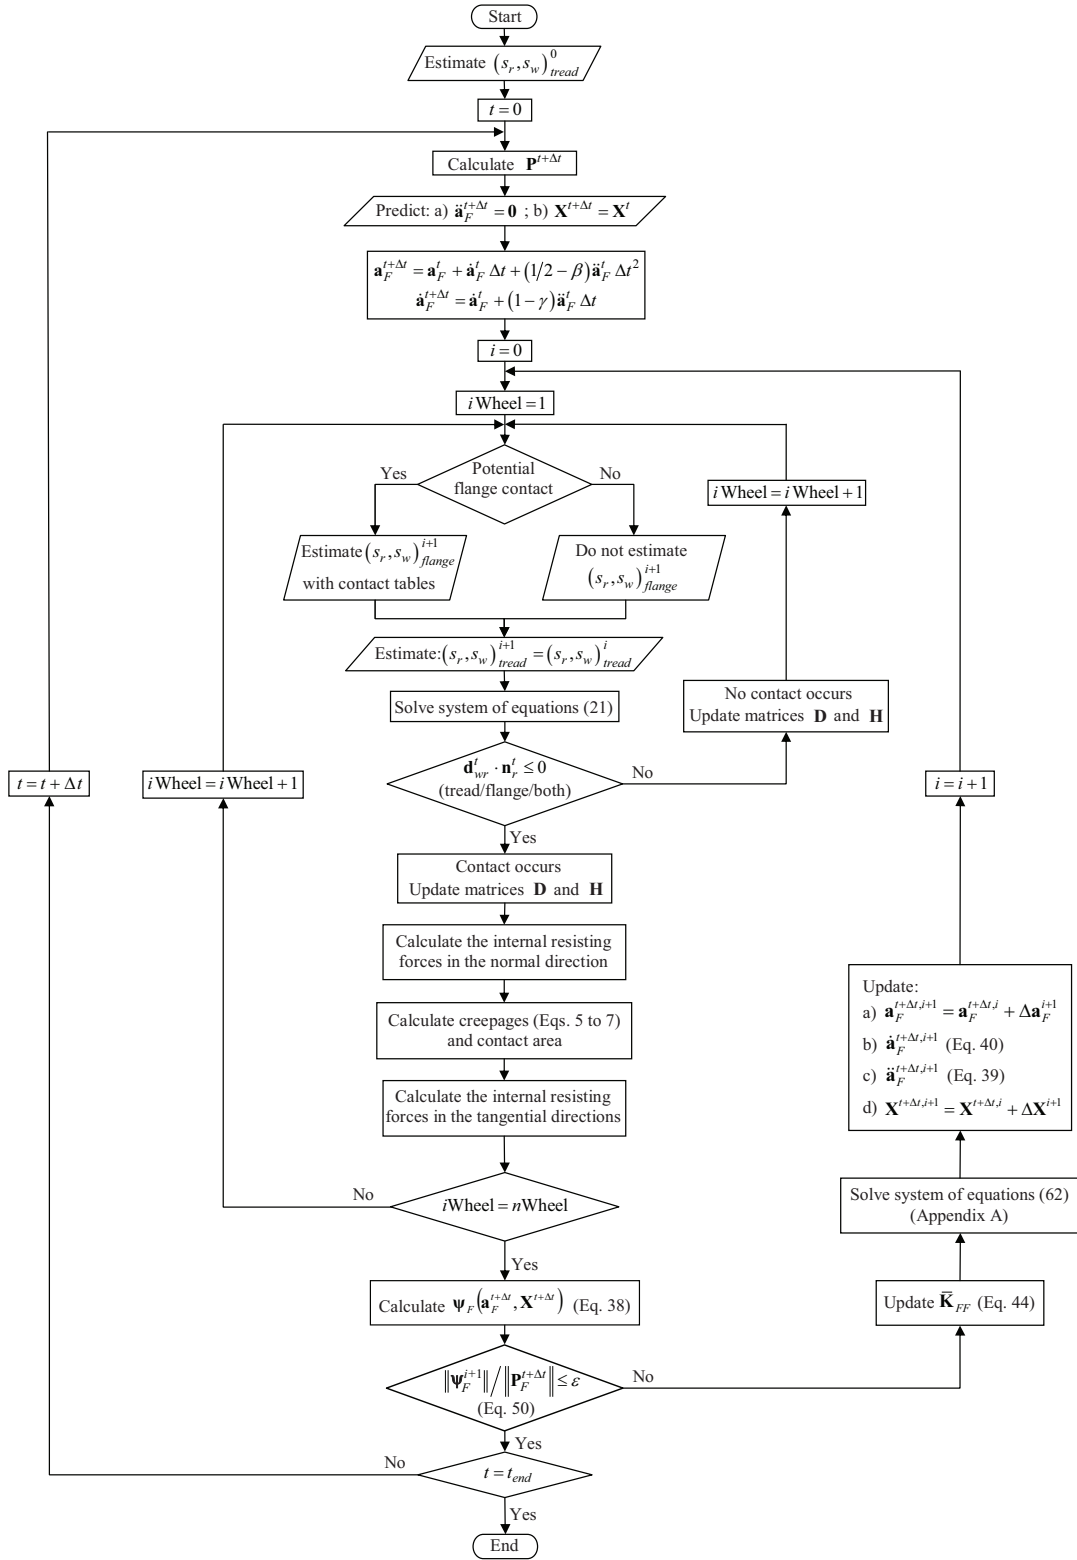 Start
Estimate (s_r, s_w)^0_tread
t = 0
Calculate P^{t+Δt}
Predict: a) ä_F^{t+Δt} = 0 ; b) X^{t+Δt} = X^t
a_F^{t+Δt} = a_F^t + ȧ_F^t Δt + (1/2 − β) ä_F^t Δt^2
ȧ_F^{t+Δt} = ȧ_F^t + (1 − γ) ä_F^t Δt
i = 0
iWheel = 1
Potential
flange contact
Yes
No
Estimate (s_r, s_w)^{i+1}_flange
with contact tables
Do not estimate
(s_r, s_w)^{i+1}_flange
iWheel = iWheel + 1
Estimate: (s_r, s_w)^{i+1}_tread = (s_r, s_w)^i_tread
Solve system of equations (21)
No contact occurs
Update matrices D and H
d_wr^t · n_r^t ≤ 0
(tread/flange/both)
No
Yes
t = t + Δt
iWheel = iWheel + 1
i = i + 1
Contact occurs
Update matrices D and H
Calculate the internal resisting
forces in the normal direction
Calculate creepages (Eqs. 5 to 7)
and contact area
Calculate the internal resisting
forces in the tangential directions
Update:
a) a_F^{t+Δt,i+1} = a_F^{t+Δt,i} + Δa_F^{i+1}
b) ȧ_F^{t+Δt,i+1} (Eq. 40)
c) ä_F^{t+Δt,i+1} (Eq. 39)
d) X^{t+Δt,i+1} = X^{t+Δt,i} + ΔX^{i+1}
iWheel = nWheel
No
Yes
Solve system of equations (62)
(Appendix A)
Calculate ψ_F(a_F^{t+Δt}, X^{t+Δt}) (Eq. 38)
Update K̄_FF (Eq. 44)
‖ψ_F^{i+1}‖ / ‖P_F^{t+Δt}‖ ≤ ε
(Eq. 50)
No
Yes
t = t_end
No
Yes
End